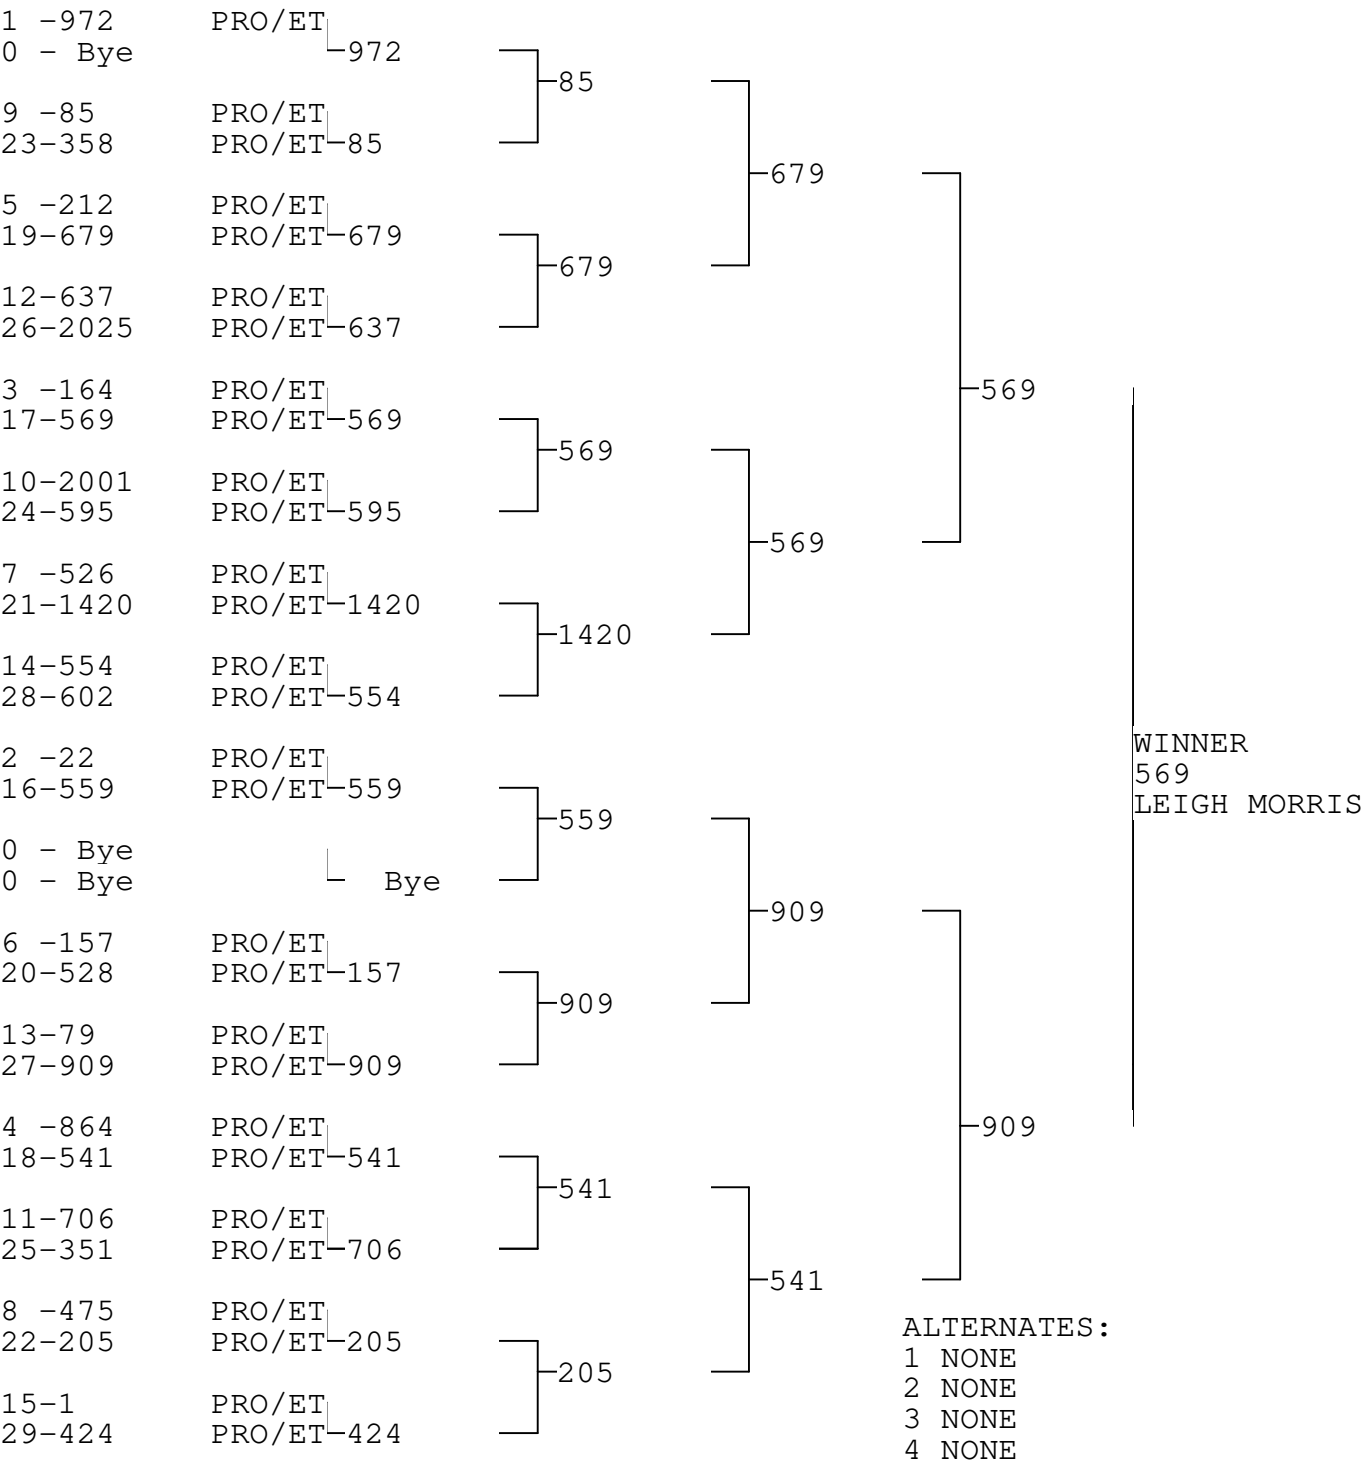 1 -972 PRO/ET
0 - Bye 972
85
9 -85 PRO/ET
23-358 PRO/ET 85
679
5 -212 PRO/ET
19-679 PRO/ET 679
679
12-637 PRO/ET
26-2025 PRO/ET 637
3 -164 PRO/ET 569
17-569 PRO/ET 569
569
10-2001 PRO/ET
24-595 PRO/ET 595
569
7 -526 PRO/ET
21-1420 PRO/ET 1420
1420
14-554 PRO/ET
28-602 PRO/ET 554
WINNER
2 -22 PRO/ET
569
16-559 PRO/ET 559
LEIGH MORRIS
559
0 - Bye
0 - Bye Bye
909
6 -157 PRO/ET
20-528 PRO/ET 157
909
13-79 PRO/ET
27-909 PRO/ET 909
4 -864 PRO/ET 909
18-541 PRO/ET 541
541
11-706 PRO/ET
25-351 PRO/ET 706
541
8 -475 PRO/ET
22-205 PRO/ET 205
205
15-1 PRO/ET
29-424 PRO/ET 424
ALTERNATES:
1 NONE
2 NONE
3 NONE
4 NONE